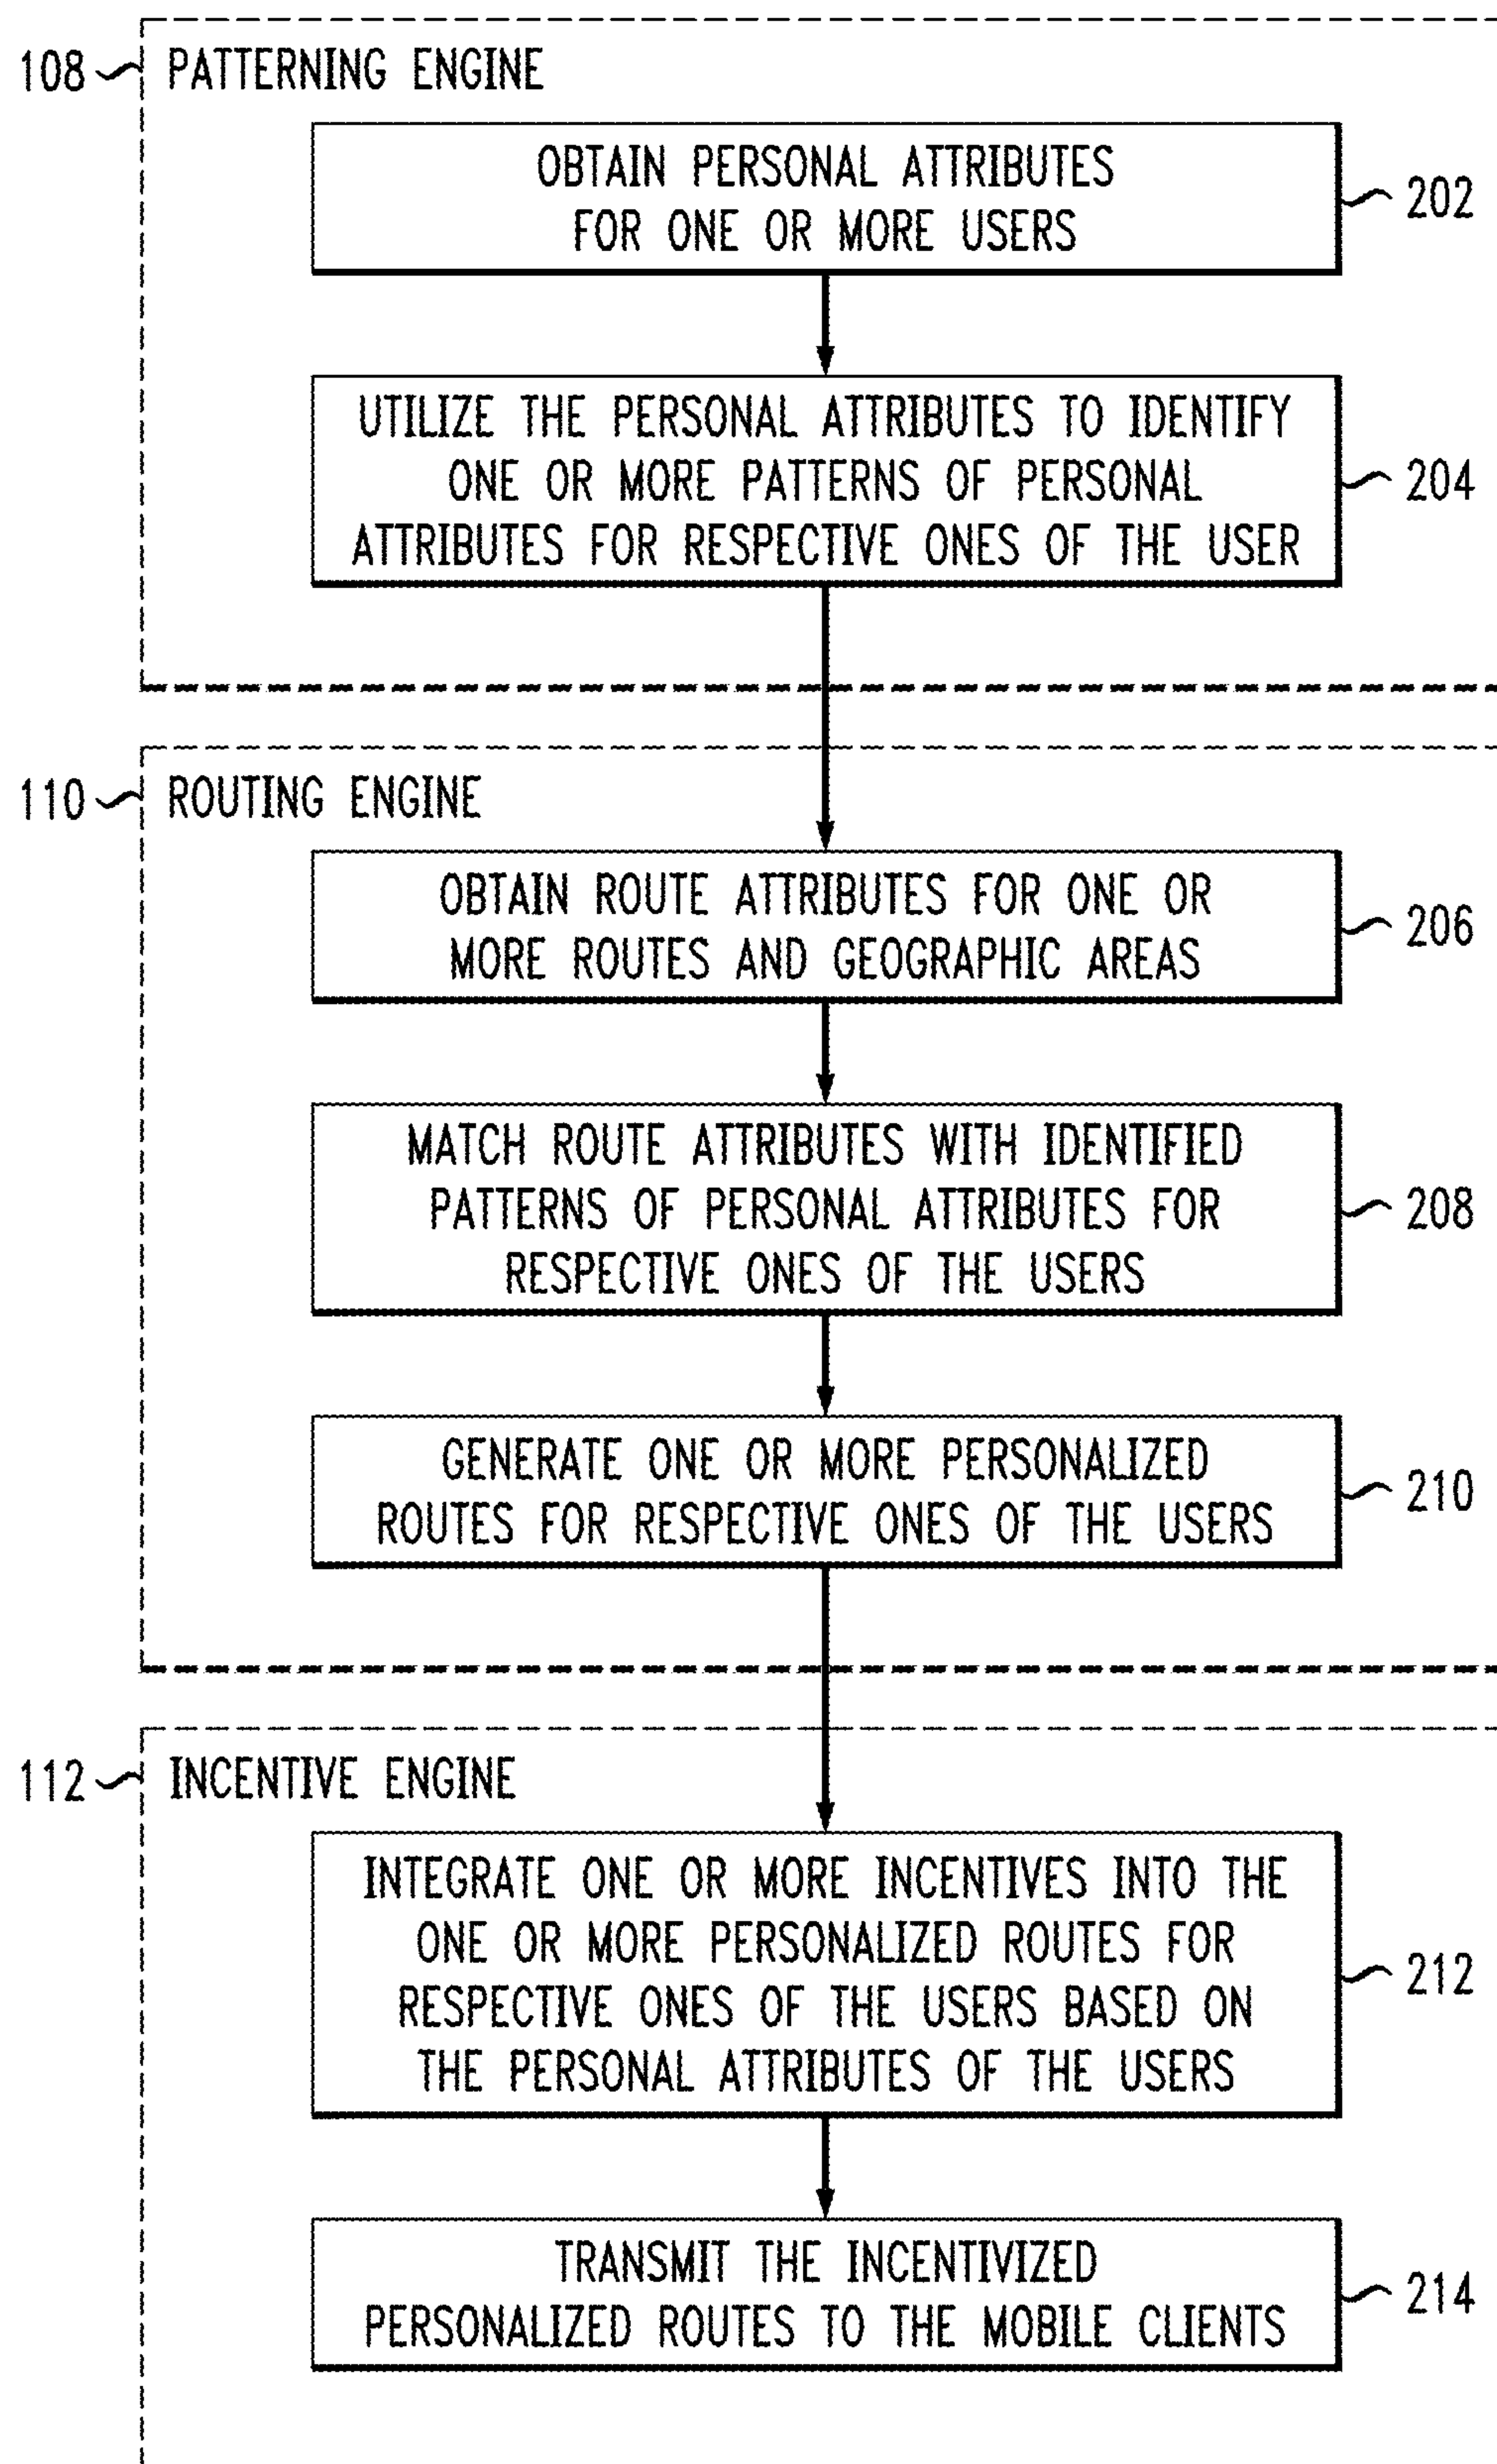 108 PATTERNING ENGINE
OBTAIN PERSONAL ATTRIBUTES
FOR ONE OR MORE USERS
202
UTILIZE THE PERSONAL ATTRIBUTES TO IDENTIFY
ONE OR MORE PATTERNS OF PERSONAL
ATTRIBUTES FOR RESPECTIVE ONES OF THE USER
204
110 ROUTING ENGINE
OBTAIN ROUTE ATTRIBUTES FOR ONE OR
MORE ROUTES AND GEOGRAPHIC AREAS
206
MATCH ROUTE ATTRIBUTES WITH IDENTIFIED
PATTERNS OF PERSONAL ATTRIBUTES FOR
RESPECTIVE ONES OF THE USERS
208
GENERATE ONE OR MORE PERSONALIZED
ROUTES FOR RESPECTIVE ONES OF THE USERS
210
112 INCENTIVE ENGINE
INTEGRATE ONE OR MORE INCENTIVES INTO THE
ONE OR MORE PERSONALIZED ROUTES FOR
RESPECTIVE ONES OF THE USERS BASED ON
THE PERSONAL ATTRIBUTES OF THE USERS
212
TRANSMIT THE INCENTIVIZED
PERSONALIZED ROUTES TO THE MOBILE CLIENTS
214